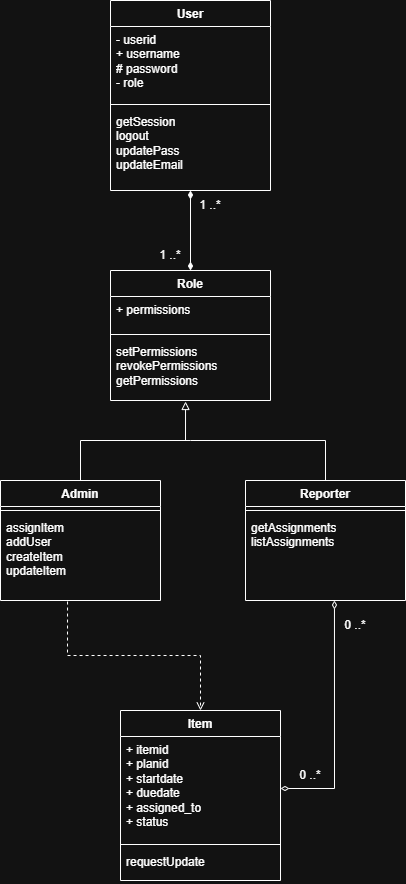 User
- userid
+ username
# password
- role
getSession
logout
updatePass
updateEmail
1 ..*
1 ..*
Role
+ permissions
setPermissions
revokePermissions
getPermissions
Admin
assignItem
addUser
createItem
updateItem
Reporter
getAssignments
listAssignments
0 ..*
Item
+ itemid
+ planid
+ startdate
+ duedate
+ assigned_to
+ status
requestUpdate
0 ..*